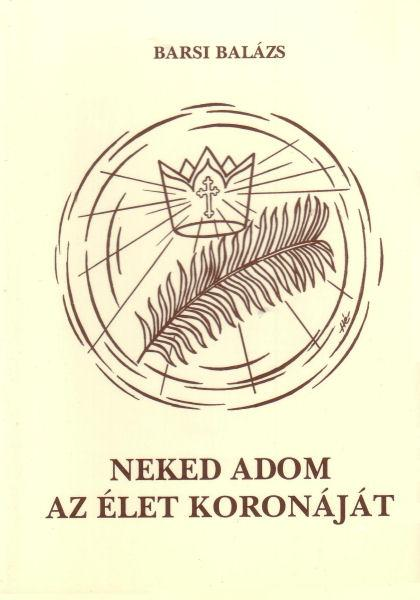 BARSI BALÁZS
NEKED ADOM
AZ ÉLET KORONÁJÁT